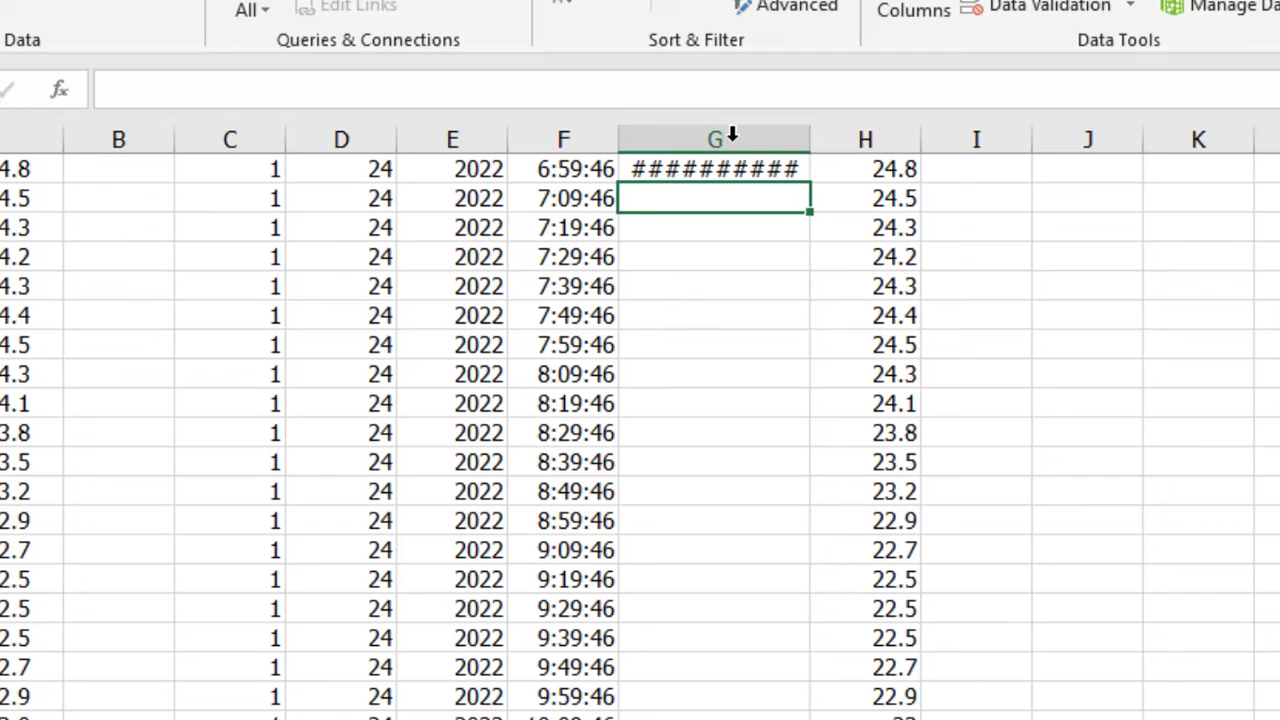 All Edit Links Advanced Columns Data Validation Manage Da
Data Queries & Connections Sort & Filter Data Tools
fx
B C D E F G H I J K
4.8 1 24 2022 6:59:46 ########## 24.8
4.5 1 24 2022 7:09:46 24.5
4.3 1 24 2022 7:19:46 24.3
4.2 1 24 2022 7:29:46 24.2
4.3 1 24 2022 7:39:46 24.3
4.4 1 24 2022 7:49:46 24.4
4.5 1 24 2022 7:59:46 24.5
4.3 1 24 2022 8:09:46 24.3
4.1 1 24 2022 8:19:46 24.1
3.8 1 24 2022 8:29:46 23.8
3.5 1 24 2022 8:39:46 23.5
3.2 1 24 2022 8:49:46 23.2
2.9 1 24 2022 8:59:46 22.9
2.7 1 24 2022 9:09:46 22.7
2.5 1 24 2022 9:19:46 22.5
2.5 1 24 2022 9:29:46 22.5
2.5 1 24 2022 9:39:46 22.5
2.7 1 24 2022 9:49:46 22.7
2.9 1 24 2022 9:59:46 22.9